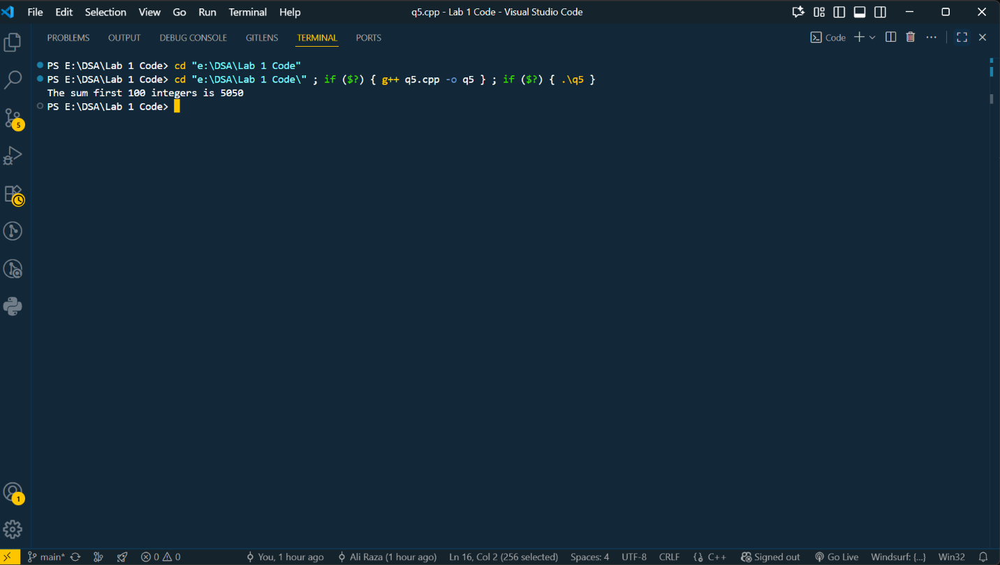 File Edit Selection View Go Run Terminal Help q5.cpp - Lab 1 Code - Visual Studio Code
PROBLEMS OUTPUT DEBUG CONSOLE GITLENS TERMINAL PORTS Code
PS E:\DSA\Lab 1 Code> cd "e:\DSA\Lab 1 Code"
PS E:\DSA\Lab 1 Code> cd "e:\DSA\Lab 1 Code\" ; if ($?) { g++ q5.cpp -o q5 } ; if ($?) { .\q5 }
The sum first 100 integers is 5050
PS E:\DSA\Lab 1 Code>
5
1
main* 0 0 You, 1 hour ago Ali Raza (1 hour ago) Ln 16, Col 2 (256 selected) Spaces: 4 UTF-8 CRLF {} C++ Signed out Go Live Windsurf: {...} Win32